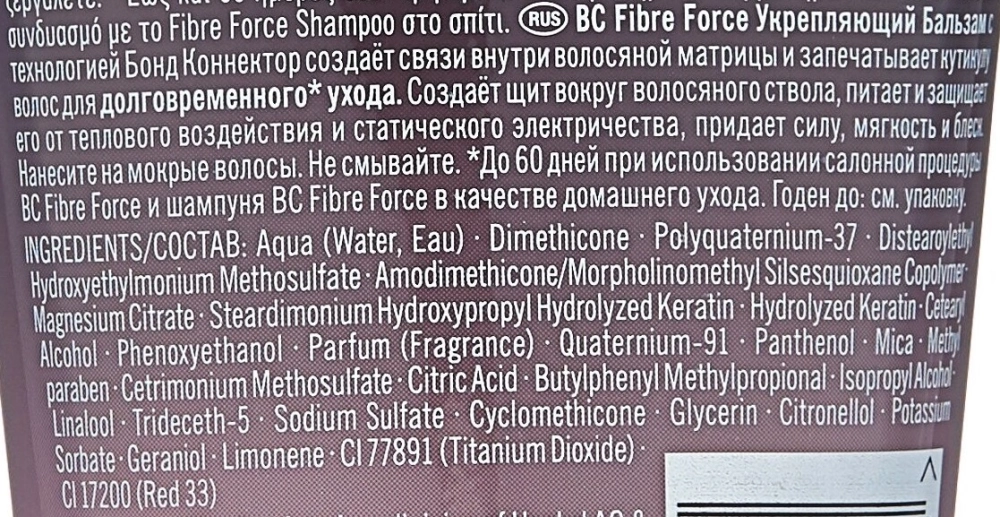 συνδυασμό με το Fibre Force Shampoo στο σπίτι. RUS BC Fibre Force Укрепляющий Бальзам с
технологией Бонд Коннектор создаёт связи внутри волосяной матрицы и запечатывает кутикулу
волос для долговременного* ухода. Создаёт щит вокруг волосяного ствола, питает и защищает
его от теплового воздействия и статического электричества, придает силу, мягкость и блеск.
Нанесите на мокрые волосы. Не смывайте. *До 60 дней при использовании салонной процедуры
BC Fibre Force и шампуня BC Fibre Force в качестве домашнего ухода. Годен до: см. упаковку.
INGREDIENTS/СОСТАВ: Aqua (Water, Eau) · Dimethicone · Polyquaternium-37 · Distearoylethyl
Hydroxyethylmonium Methosulfate · Amodimethicone/Morpholinomethyl Silsesquioxane Copolymer ·
Magnesium Citrate · Steardimonium Hydroxypropyl Hydrolyzed Keratin · Hydrolyzed Keratin · Cetearyl
Alcohol · Phenoxyethanol · Parfum (Fragrance) · Quaternium-91 · Panthenol · Mica · Methyl
paraben · Cetrimonium Methosulfate · Citric Acid · Butylphenyl Methylpropional · Isopropyl Alcohol ·
Linalool · Trideceth-5 · Sodium Sulfate · Cyclomethicone · Glycerin · Citronellol · Potassium
Sorbate · Geraniol · Limonene · CI 77891 (Titanium Dioxide) ·
CI 17200 (Red 33)